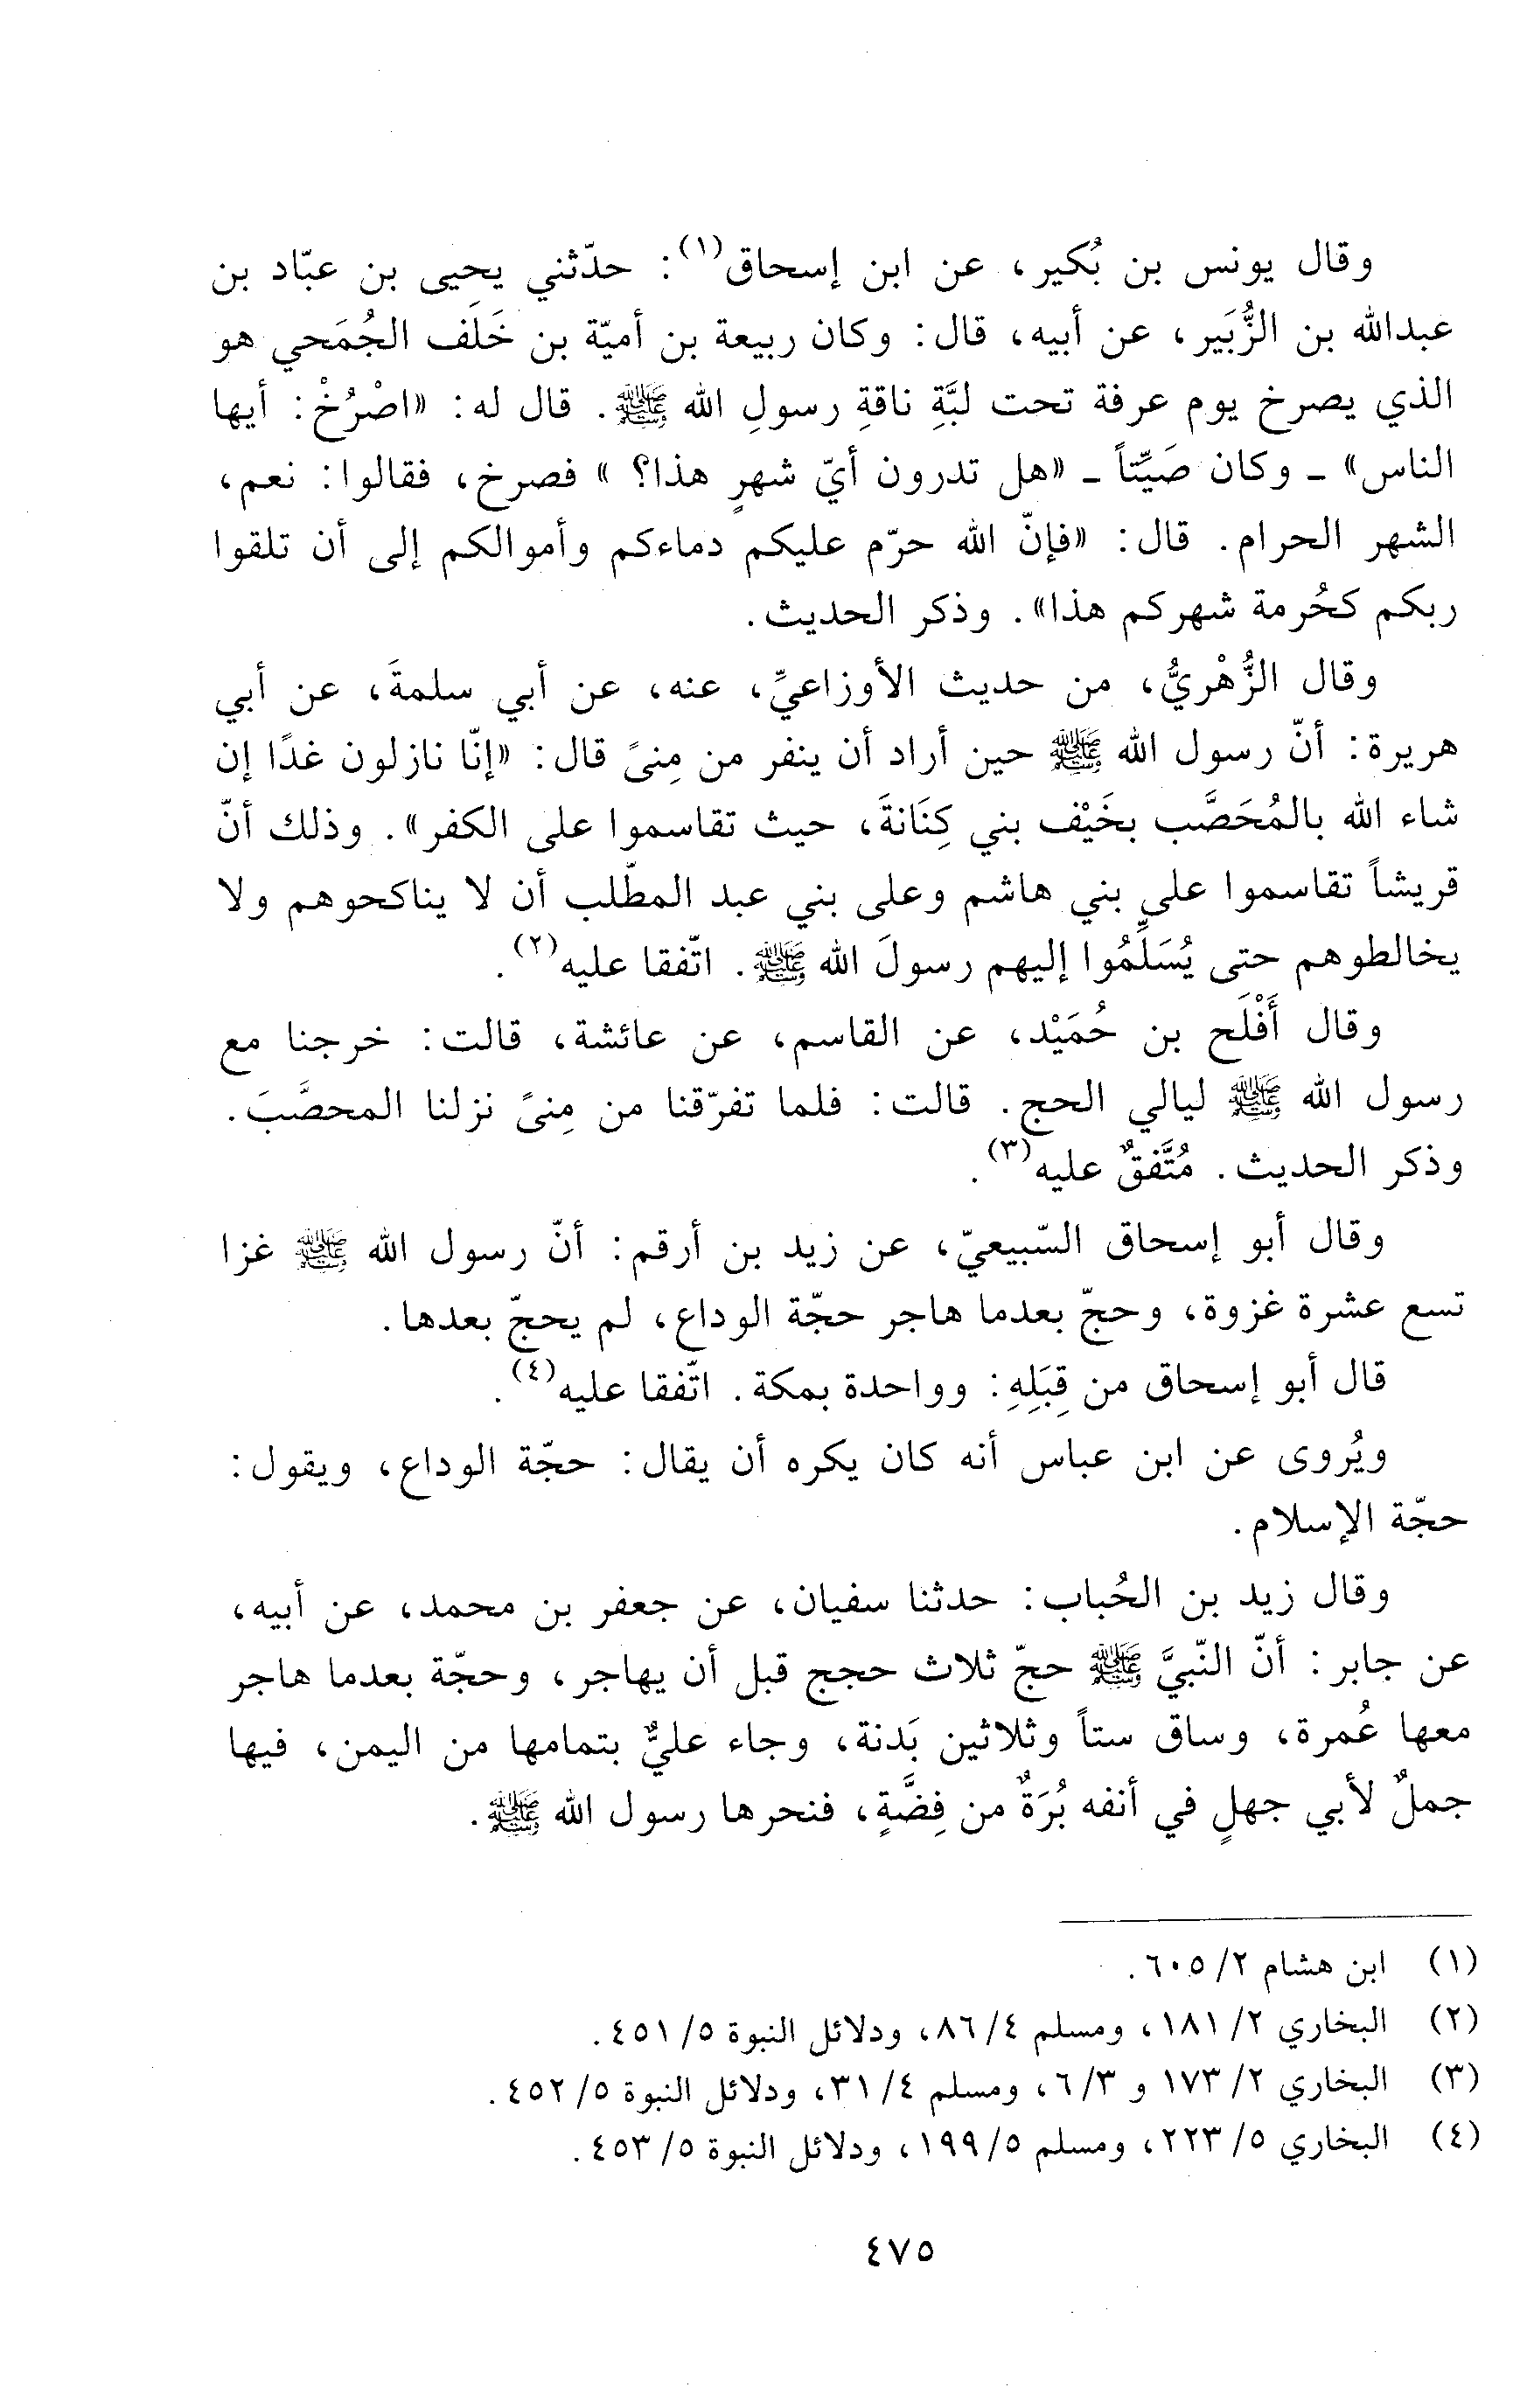 وقال يونس بن بُكير، عن ابن إسحاق(١): حدّثني يحيى بن عبّاد بن
عبدالله بن الزُّبَير، عن أبيه، قال: وكان ربيعة بن أميّة بن خَلَف الجُمَحي هو
الذي يصرخ يوم عرفة تحت لبَّةِ ناقةِ رسولِ الله ﷺ. قال له: «اصْرُخْ: أيها
الناس» ـ وكان صَيِّتاً ـ «هل تدرون أيّ شهرٍ هذا؟ » فصرخ، فقالوا: نعم،
الشهر الحرام. قال: «فإنّ الله حرّم عليكم دماءكم وأموالكم إلى أن تلقوا
ربكم كحُرمة شهركم هذا». وذكر الحديث.
وقال الزُّهْريُّ، من حديث الأوزاعيِّ، عنه، عن أبي سلمةَ، عن أبي
هريرة: أنّ رسول الله ﷺ حين أراد أن ينفر من مِنىً قال: «إنّا نازلون غدًا إن
شاء الله بالمُحَصَّب بخَيْف بني كِنَانةَ، حيث تقاسموا على الكفر». وذلك أنّ
قريشاً تقاسموا على بني هاشم وعلى بني عبد المطّلب أن لا يناكحوهم ولا
يخالطوهم حتى يُسَلِّمُوا إليهم رسولَ الله ﷺ. اتّفقا عليه(٢).
وقال أَفْلَح بن حُمَيْد، عن القاسم، عن عائشة، قالت: خرجنا مع
رسول الله ﷺ ليالي الحج. قالت: فلما تفرّقنا من مِنىً نزلنا المحصَّبَ.
وذكر الحديث. مُتَّفقٌ عليه(٣).
وقال أبو إسحاق السّبيعيّ، عن زيد بن أرقم: أنّ رسول الله ﷺ غزا
تسع عشرة غزوة، وحجّ بعدما هاجر حجّة الوداع، لم يحجّ بعدها.
قال أبو إسحاق من قِبَلِهِ: وواحدة بمكة. اتّفقا عليه(٤).
ويُروى عن ابن عباس أنه كان يكره أن يقال: حجّة الوداع، ويقول:
حجّة الإسلام.
وقال زيد بن الحُباب: حدثنا سفيان، عن جعفر بن محمد، عن أبيه،
عن جابر: أنّ النّبيَّ ﷺ حجّ ثلاث حجج قبل أن يهاجر، وحجّة بعدما هاجر
معها عُمرة، وساق ستاً وثلاثين بَدنة، وجاء عليٌّ بتمامها من اليمن، فيها
جملٌ لأبي جهلٍ في أنفه بُرَةٌ من فِضَّةٍ، فنحرها رسول الله ﷺ.
(١) ابن هشام ٢/ ٦٠٥.
(٢) البخاري ٢/ ١٨١، ومسلم ٤/ ٨٦، ودلائل النبوة ٥/ ٤٥١.
(٣) البخاري ٢/ ١٧٣ و ٣/ ٦، ومسلم ٤/ ٣١، ودلائل النبوة ٥/ ٤٥٢.
(٤) البخاري ٥/ ٢٢٣، ومسلم ٥/ ١٩٩، ودلائل النبوة ٥/ ٤٥٣.
٤٧٥